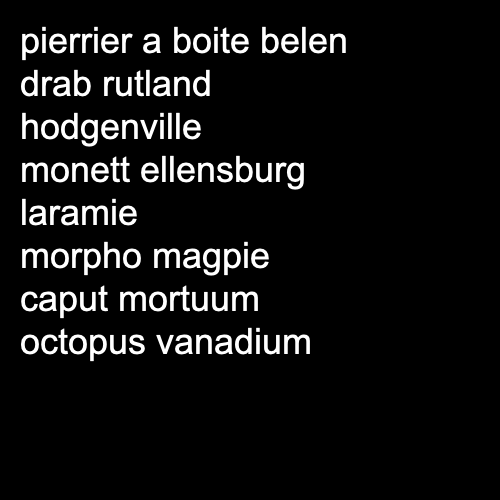 pierrier a boite belen
drab rutland
hodgenville
monett ellensburg
laramie
morpho magpie
caput mortuum
octopus vanadium